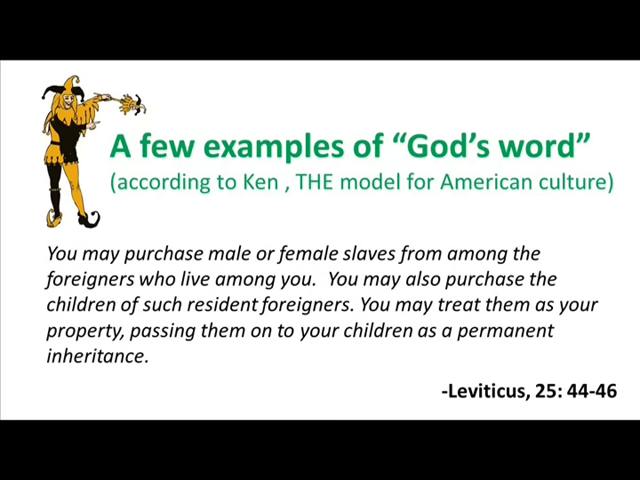 A few examples of “God’s word”
(according to Ken , THE model for American culture)
You may purchase male or female slaves from among the
foreigners who live among you.  You may also purchase the
children of such resident foreigners. You may treat them as your
property, passing them on to your children as a permanent
inheritance.
-Leviticus, 25: 44-46